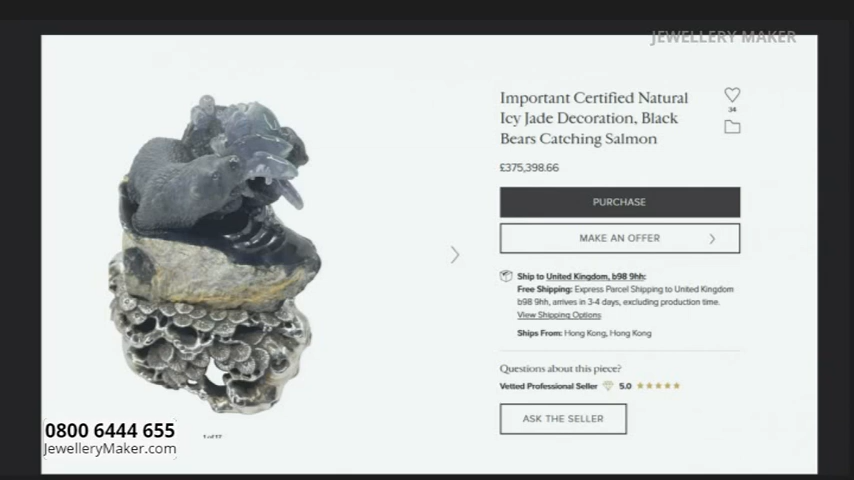 JEWELLERY MAKER
Important Certified Natural
Icy Jade Decoration, Black
Bears Catching Salmon
34
£375,398.66
PURCHASE
MAKE AN OFFER
Ship to United Kingdom, b98 9hh:
Free Shipping: Express Parcel Shipping to United Kingdom
b98 9hh, arrives in 3-4 days, excluding production time.
View Shipping Options
Ships From: Hong Kong, Hong Kong
Questions about this piece?
Vetted Professional Seller 5.0
ASK THE SELLER
0800 6444 655
JewelleryMaker.com